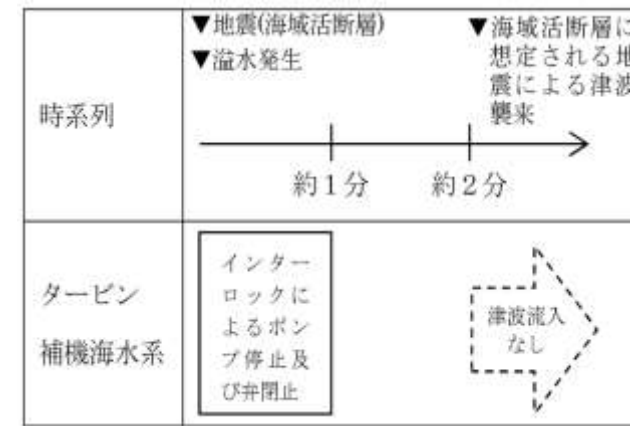 ▼地震(海域活断層)
▼溢水発生
▼海域活断層に
想定される地
震による津波
襲来
時系列
約1分
約2分
タービン
補機海水系
インター
ロックに
よるポン
プ停止及
び弁閉止
津波流入
なし